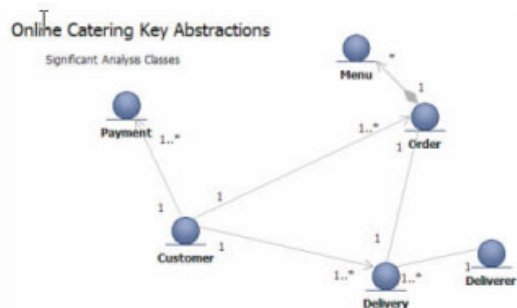 Online Catering Key Abstractions
Significant Analysis Classes
*
Menu
1
Payment
1..*
1..*
Order
1
1
1
1
Customer
1
1
1..*
1..*
Delivery
Deliverer